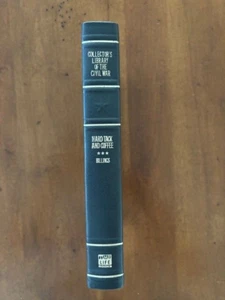 COLLECTOR'S
LIBRARY
OF THE
CIVIL WAR
HARD TACK
AND COFFEE
BILLINGS